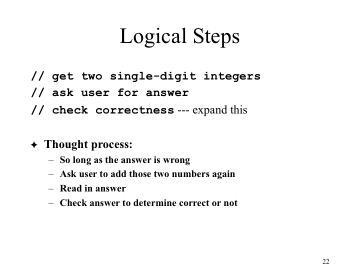 Logical Steps
// get two single-digit integers
// ask user for answer
// check correctness --- expand this
✦ Thought process:
– So long as the answer is wrong
– Ask user to add those two numbers again
– Read in answer
– Check answer to determine correct or not
22